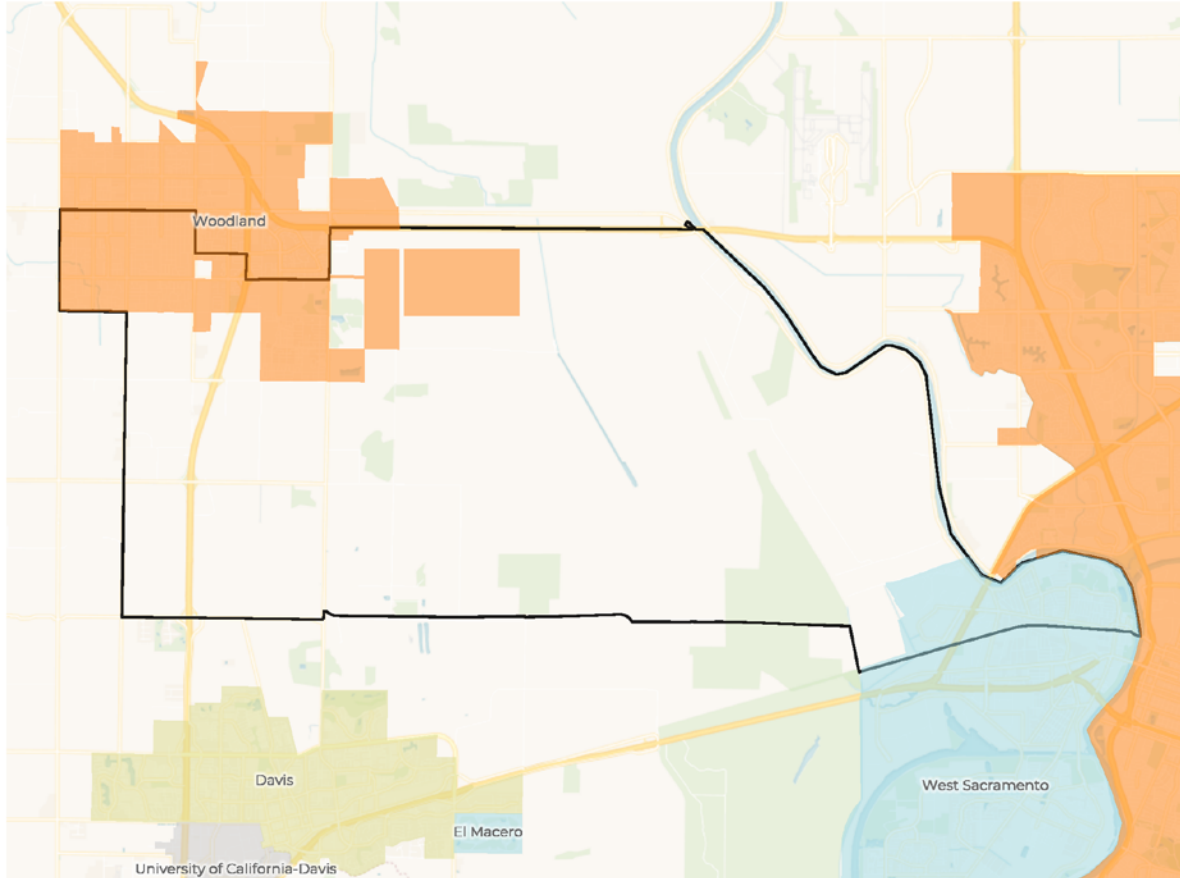 Woodland
Davis
West Sacramento
El Macero
University of California-Davis